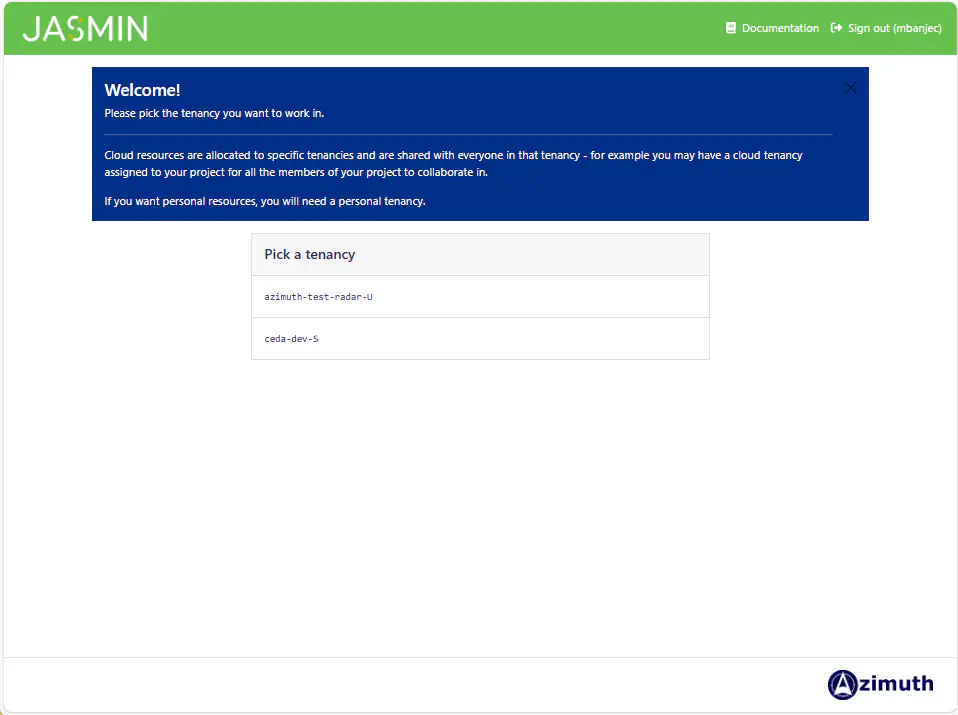 JASMIN
Documentation
Sign out (mbanjec)
Welcome!
Please pick the tenancy you want to work in.
Cloud resources are allocated to specific tenancies and are shared with everyone in that tenancy - for example you may have a cloud tenancy
assigned to your project for all the members of your project to collaborate in.
If you want personal resources, you will need a personal tenancy.
Pick a tenancy
azimuth-test-radar-U
ceda-dev-S
Azimuth